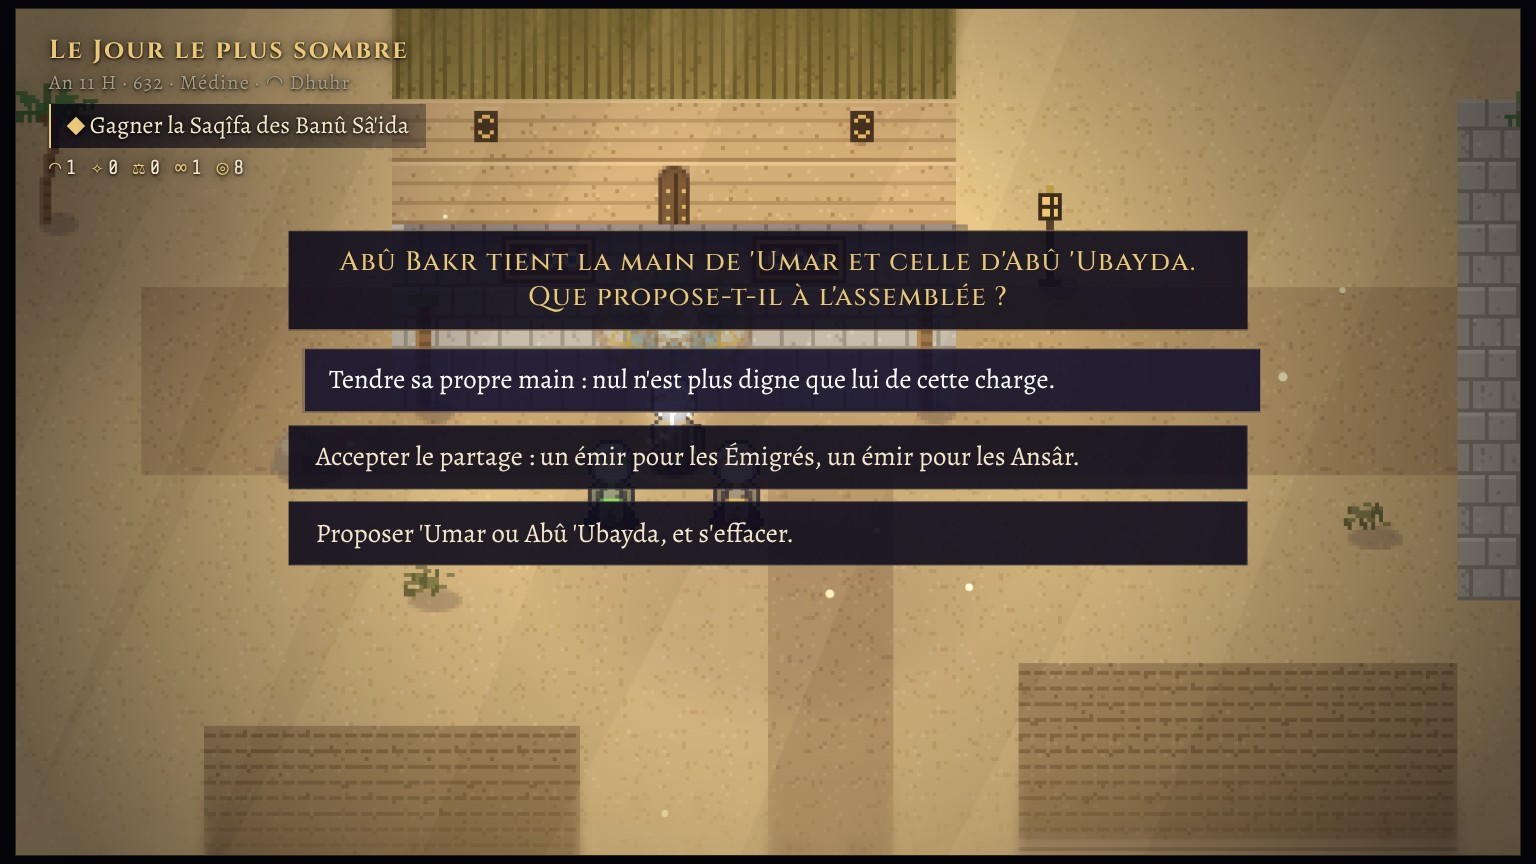 Le Jour le plus sombre
An 11 H · 632 · Médine · ◠ Dhuhr
◆ Gagner la Saqîfa des Banû Sâ'ida
◠1 ✧0 ⚖0 ∞1 ◎8
Abû Bakr tient la main de 'Umar et celle d'Abû 'Ubayda.
Que propose-t-il à l'assemblée ?
Tendre sa propre main : nul n'est plus digne que lui de cette charge.
Accepter le partage : un émir pour les Émigrés, un émir pour les Ansâr.
Proposer 'Umar ou Abû 'Ubayda, et s'effacer.